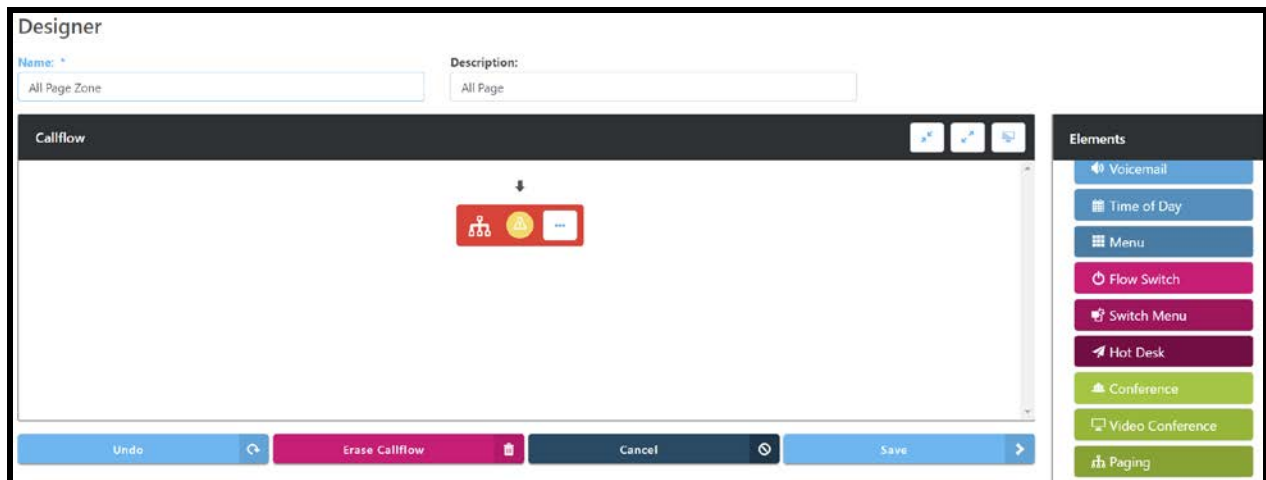 Designer
Name: *
Description:
All Page Zone
All Page
Callflow
Elements
Voicemail
Time of Day
Menu
Flow Switch
Switch Menu
Hot Desk
Conference
Video Conference
Paging
Undo
Erase Callflow
Cancel
Save